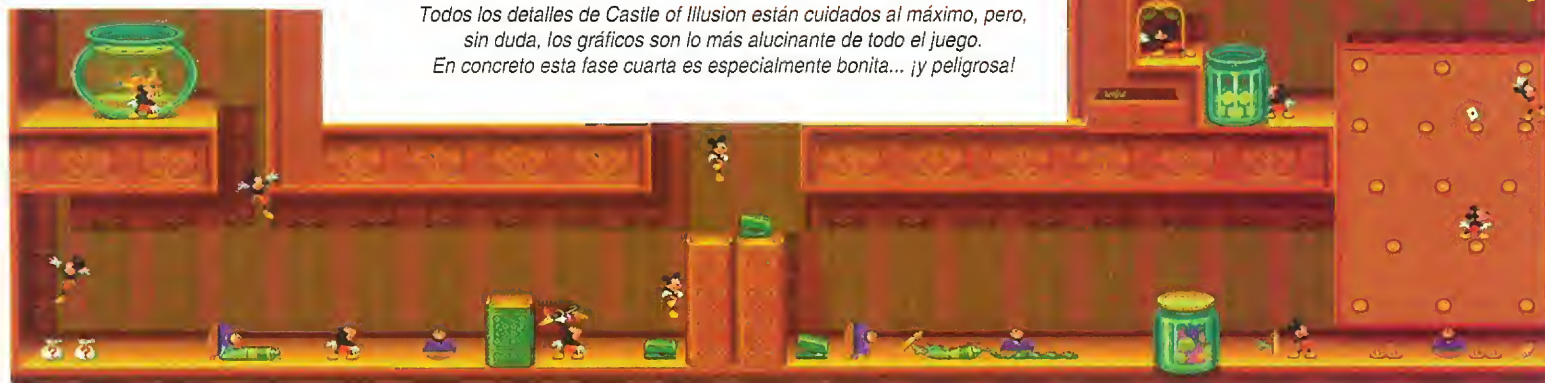 Todos los detalles de Castle of Illusion están cuidados al máximo, pero,
sin duda, los gráficos son lo más alucinante de todo el juego.
En concreto esta fase cuarta es especialmente bonita... ¡y peligrosa!